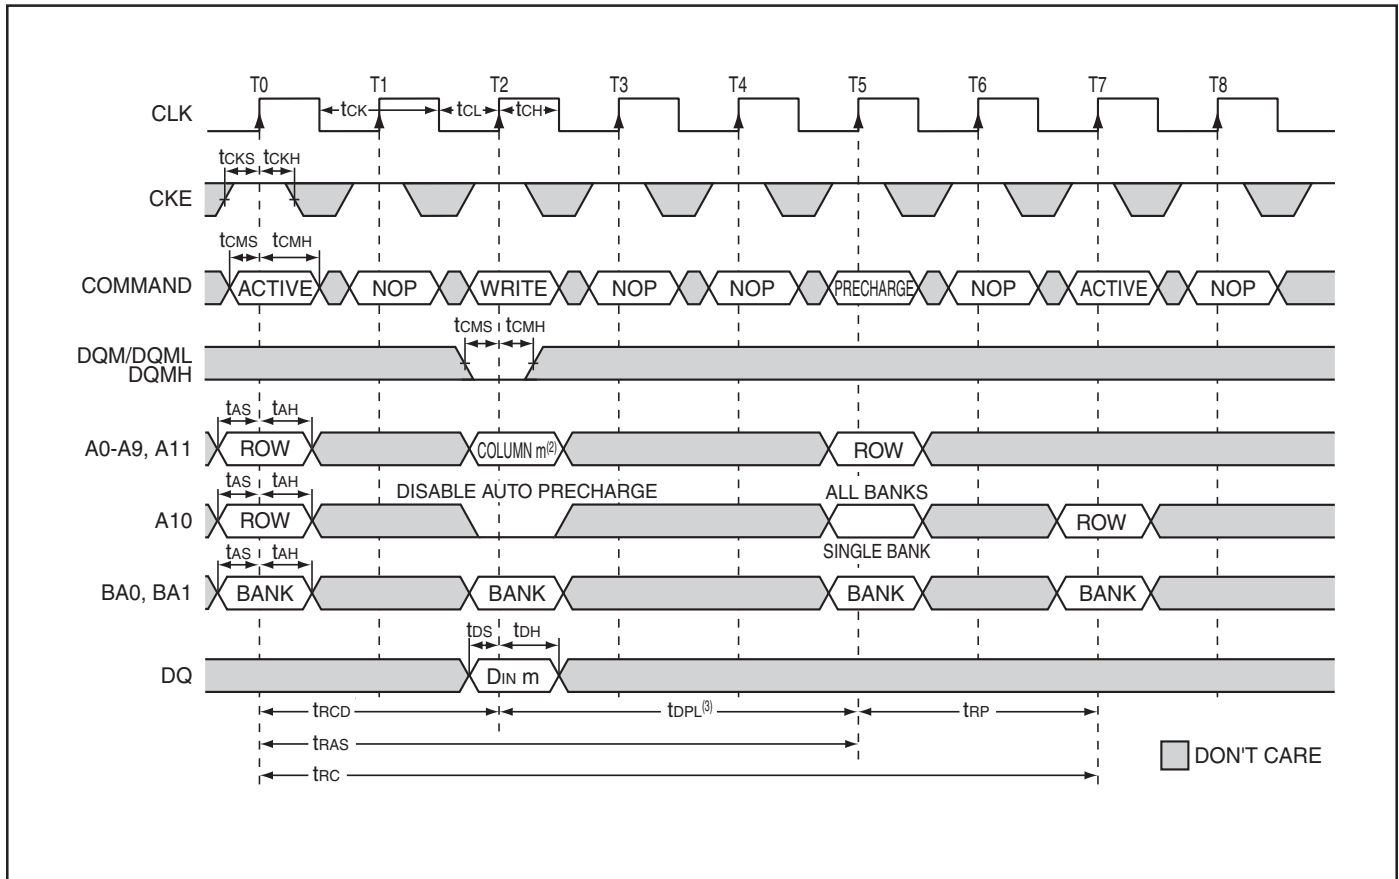 T0 T1 T2 T3 T4 T5 T6 T7 T8
CLK tCK tCL tCH
tCKS tCKH
CKE
tCMS tCMH
COMMAND ACTIVE NOP WRITE NOP NOP PRECHARGE NOP ACTIVE NOP
tCMS tCMH
DQM/DQML
DQMH
tAS tAH
A0-A9, A11 ROW COLUMN m(2) ROW
tAS tAH DISABLE AUTO PRECHARGE ALL BANKS
A10 ROW ROW
tAS tAH SINGLE BANK
BA0, BA1 BANK BANK BANK BANK
tDS tDH
DQ DIN m
tRCD tDPL(3) tRP
tRAS
DON'T CARE
tRC